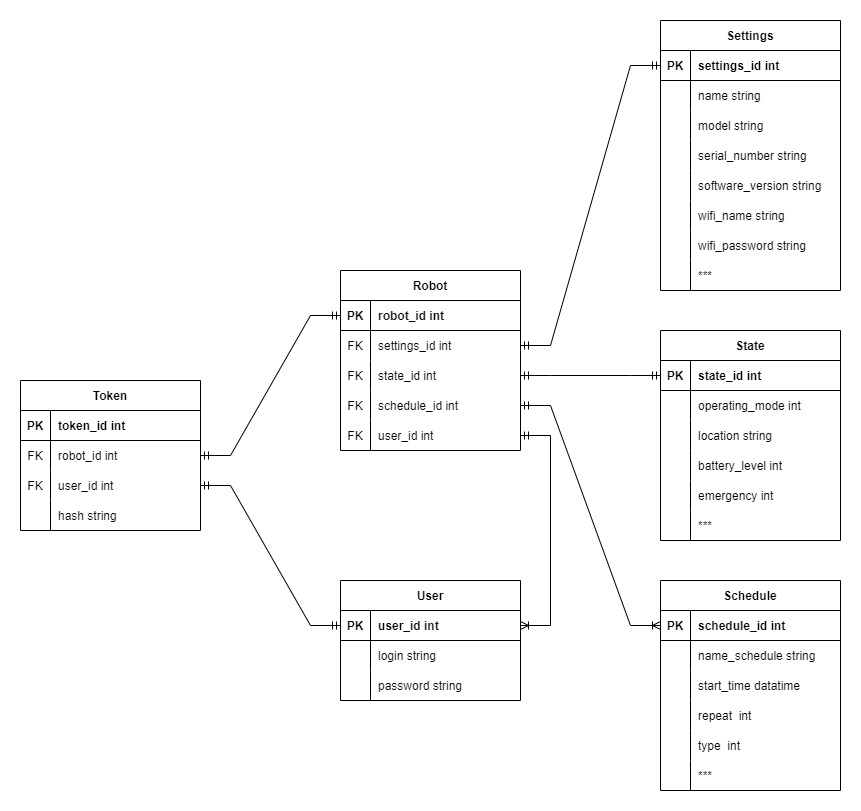 Settings
PK settings_id int
name string
model string
serial_number string
software_version string
wifi_name string
wifi_password string
***
Robot
PK robot_id int
FK settings_id int
FK state_id int
FK schedule_id int
FK user_id int
State
PK state_id int
operating_mode int
location string
battery_level int
emergency int
***
Token
PK token_id int
FK robot_id int
FK user_id int
hash string
User
PK user_id int
login string
password string
Schedule
PK schedule_id int
name_schedule string
start_time datatime
repeat int
type int
***